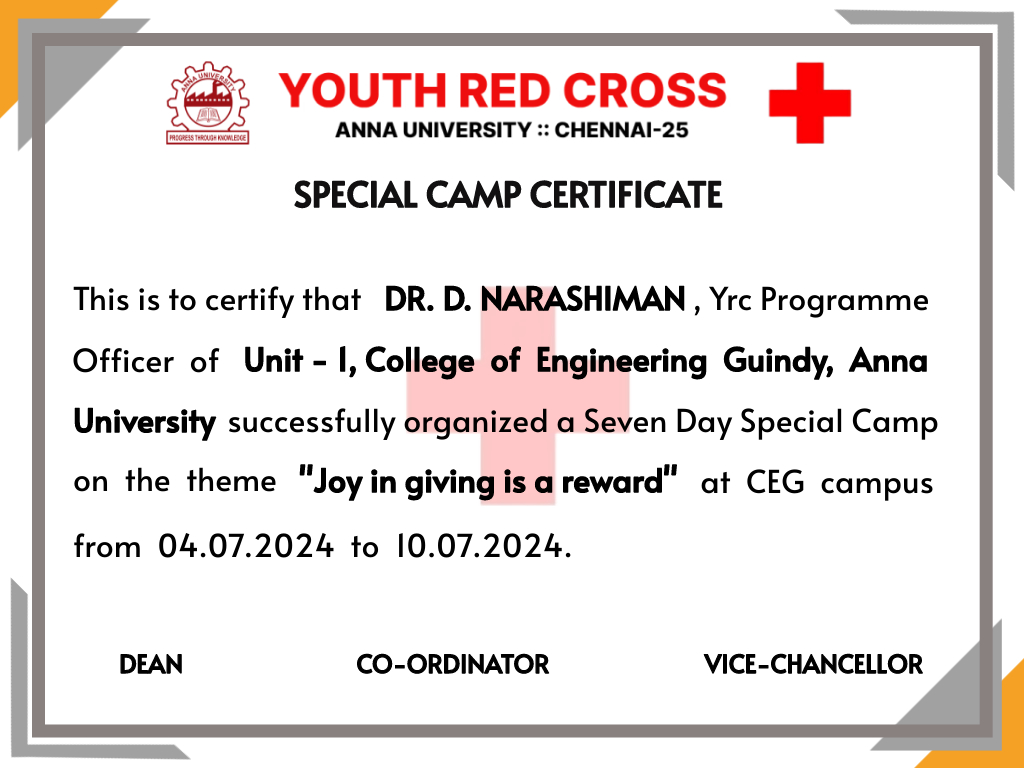 ANNA UNIVERSITY
PROGRESS THROUGH KNOWLEDGE
YOUTH RED CROSS
ANNA UNIVERSITY :: CHENNAI-25
SPECIAL CAMP CERTIFICATE
This is to certify that DR. D. NARASHIMAN , Yrc Programme
Officer of Unit - 1, College of Engineering Guindy, Anna
University successfully organized a Seven Day Special Camp
on the theme "Joy in giving is a reward" at CEG campus
from 04.07.2024 to 10.07.2024.
DEAN CO-ORDINATOR VICE-CHANCELLOR